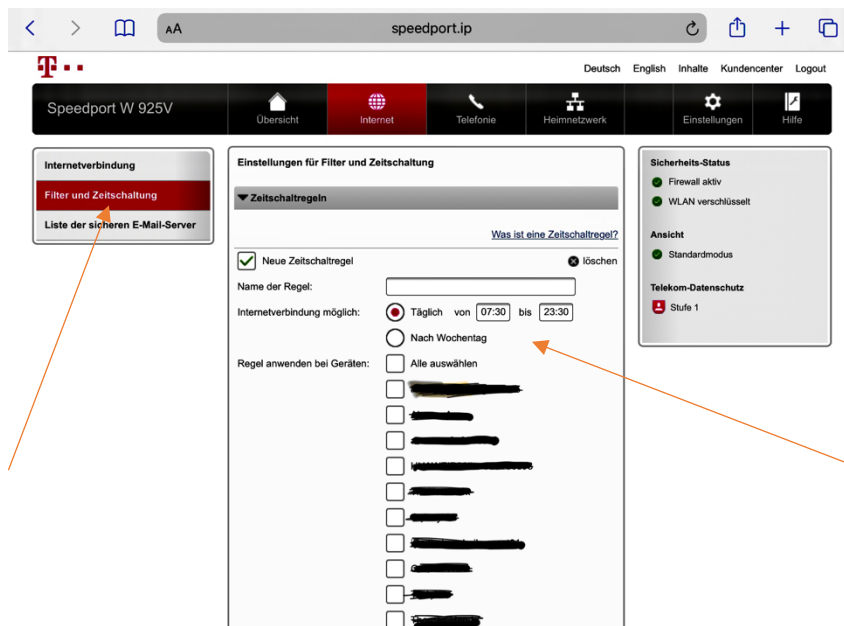 AA
speedport.ip
T
Deutsch English Inhalte Kundencenter Logout
Speedport W 925V
Übersicht
Internet
Telefonie
Heimnetzwerk
Einstellungen
Hilfe
Internetverbindung
Filter und Zeitschaltung
Liste der sicheren E-Mail-Server
Einstellungen für Filter und Zeitschaltung
Zeitschaltregeln
Was ist eine Zeitschaltregel?
Neue Zeitschaltregel löschen
Name der Regel:
Internetverbindung möglich: Täglich von 07:30 bis 23:30
Nach Wochentag
Regel anwenden bei Geräten: Alle auswählen
Sicherheits-Status
Firewall aktiv
WLAN verschlüsselt
Ansicht
Standardmodus
Telekom-Datenschutz
Stufe 1